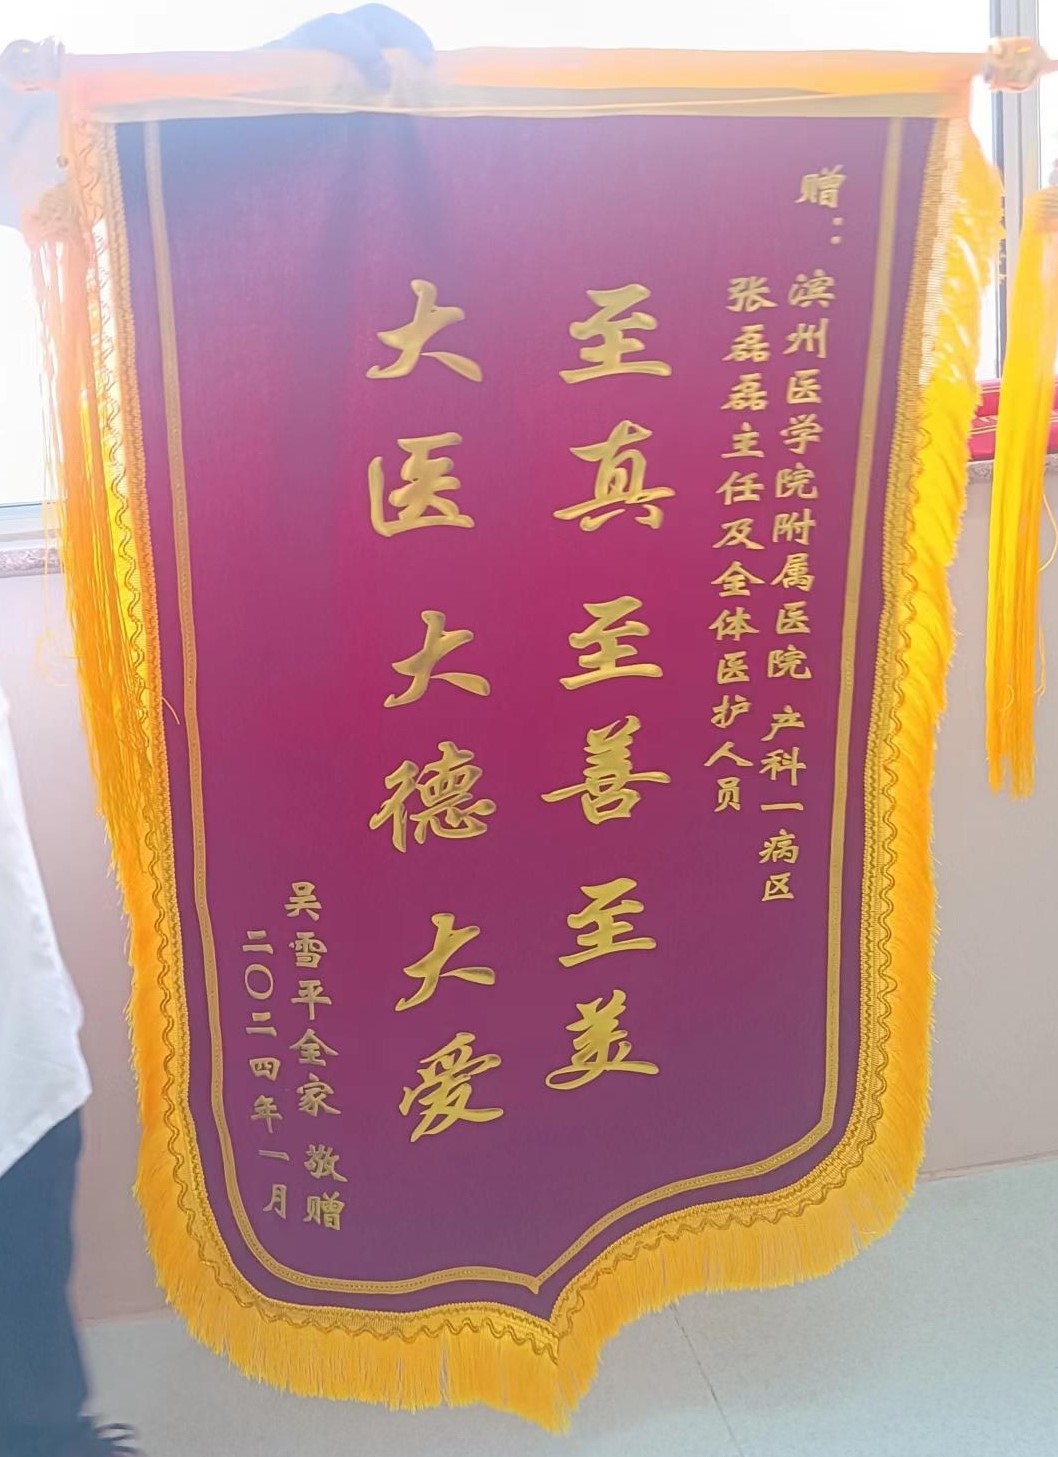 赠：
滨州医学院附属医院 产科一病区
张磊磊主任及全体医护人员
至真至善至美
大医大德大爱
吴雪平全家 敬赠
二〇二四年一月